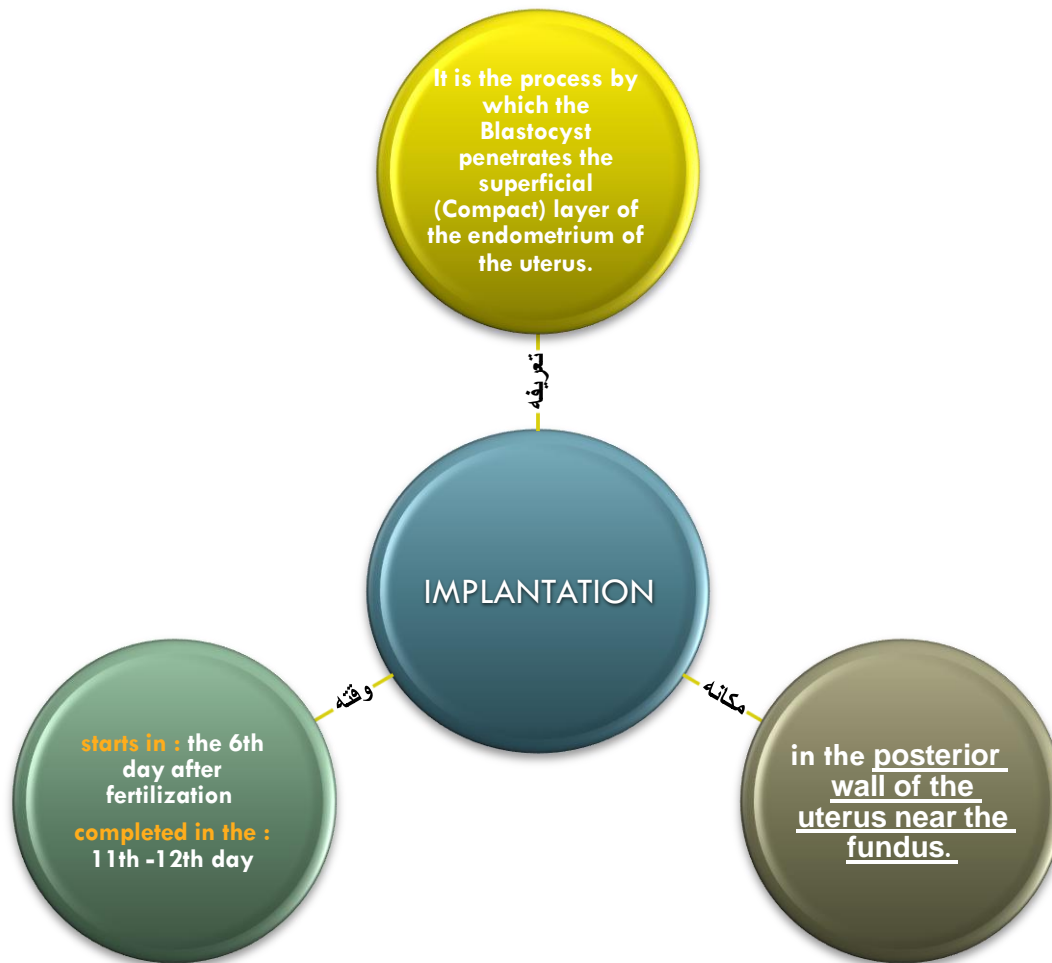 It is the process by
which the
Blastocyst
penetrates the
superficial
(Compact) layer of
the endometrium of
the uterus.
تعريفه
IMPLANTATION
وقته
مكانه
starts in : the 6th
day after
fertilization
completed in the :
11th -12th day
in the posterior
wall of the
uterus near the
fundus.